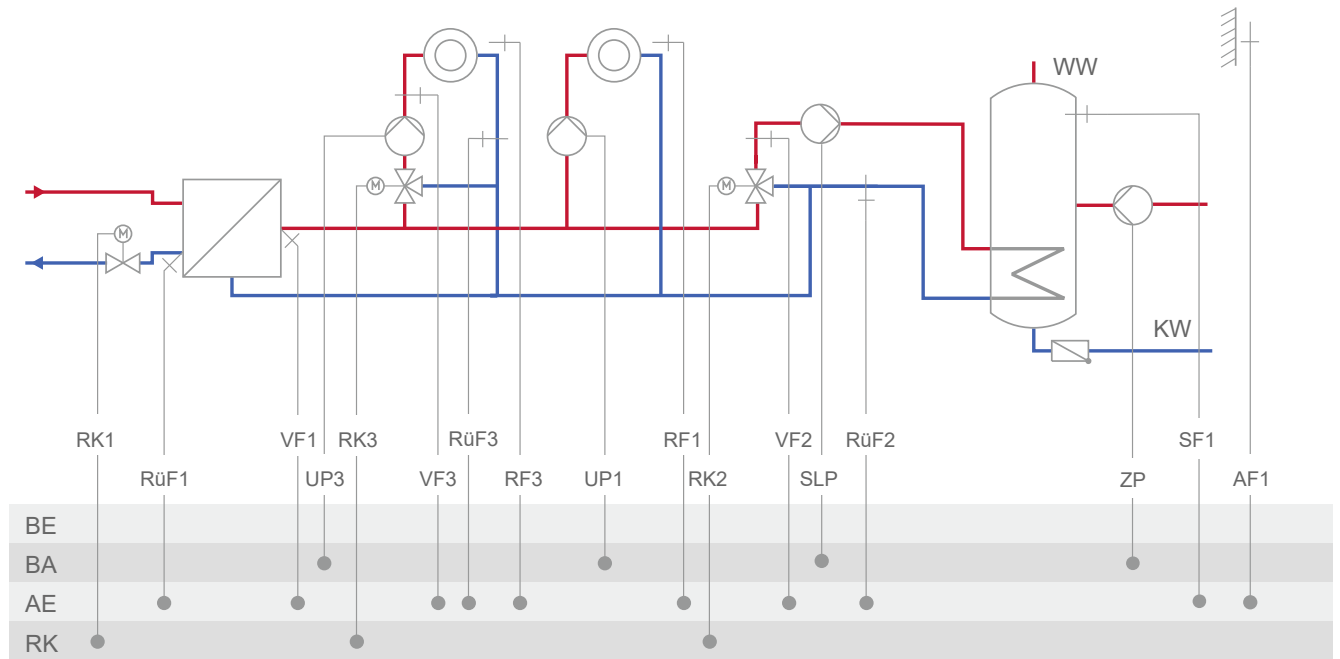 WW
M
M
M
KW
RK1
VF1
RK3
RüF3
RF1
VF2
RüF2
SF1
RüF1
UP3
VF3
RF3
UP1
RK2
SLP
ZP
AF1
BE
BA
AE
RK